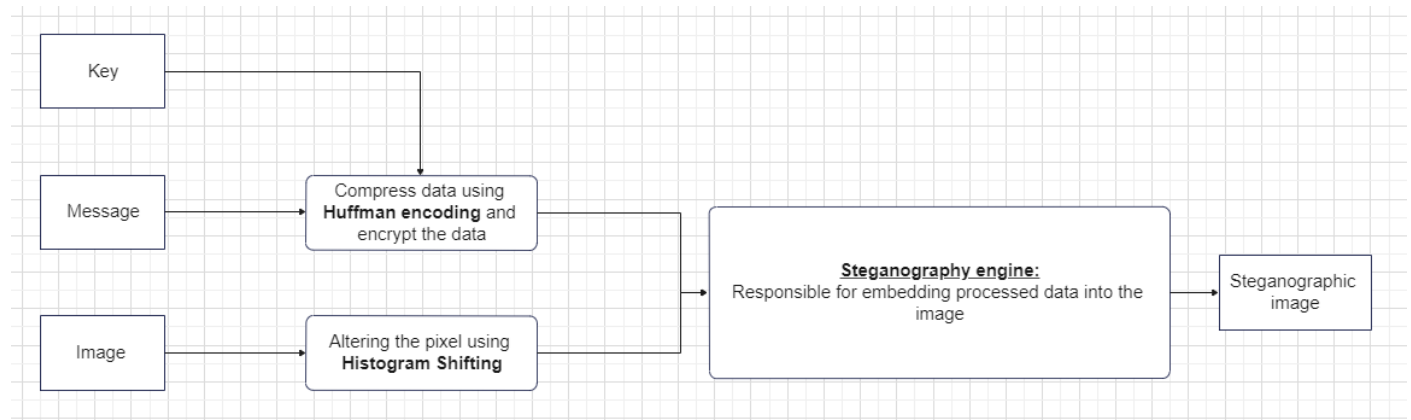 Key
Message
Compress data using
Huffman encoding and
encrypt the data
Image
Altering the pixel using
Histogram Shifting
Steganography engine:
Responsible for embedding processed data into the
image
Steganographic
image